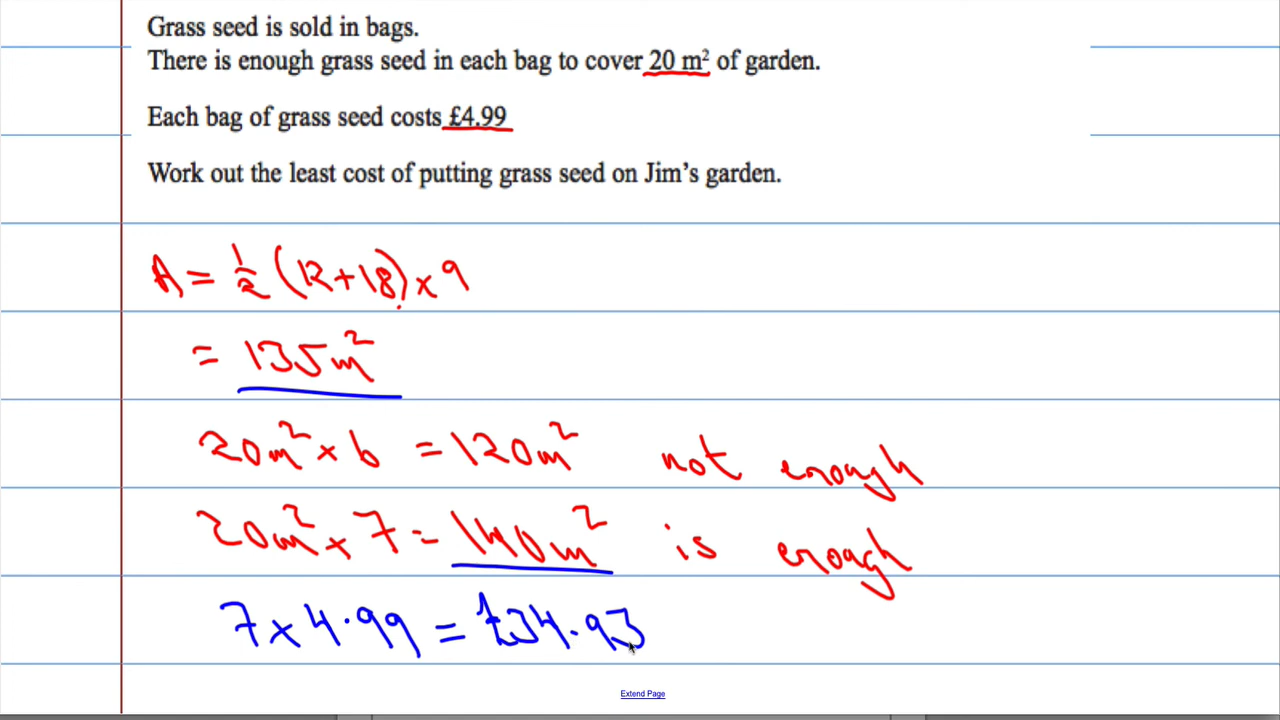 Grass seed is sold in bags.
There is enough grass seed in each bag to cover 20 m² of garden.
Each bag of grass seed costs £4.99
Work out the least cost of putting grass seed on Jim's garden.
A = ½ (12+18) × 9
= 135m²
20m² × 6 = 120m² not enough
20m² × 7 = 140m² is enough
7 × 4.99 = £34.93
Extend Page